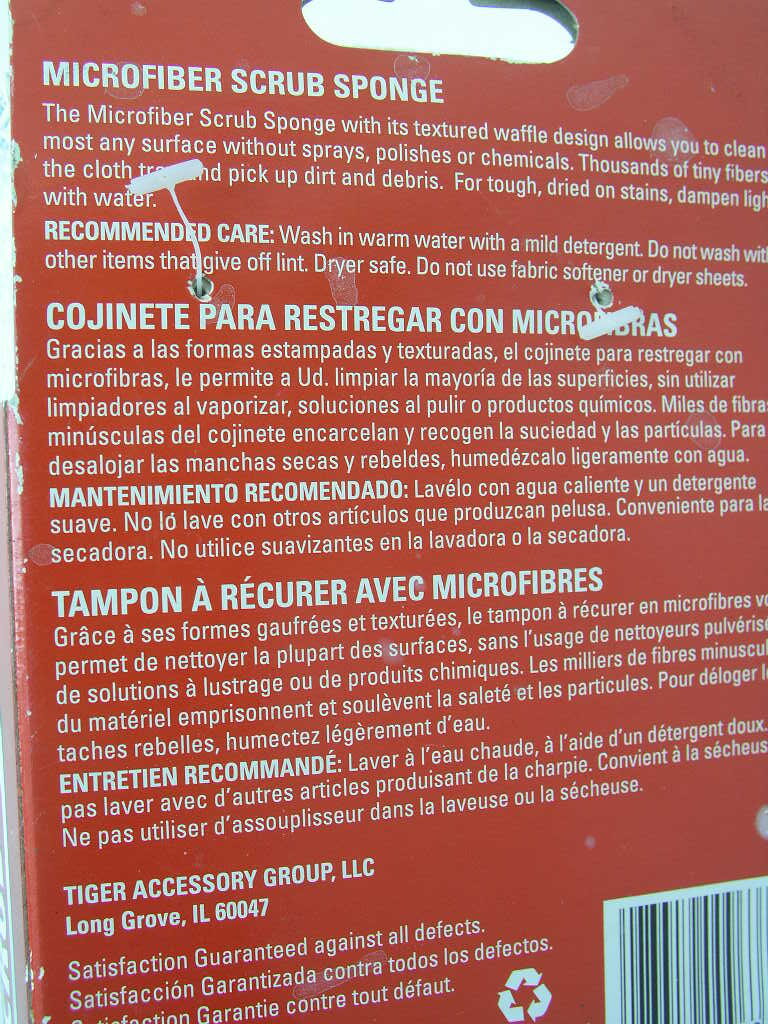 MICROFIBER SCRUB SPONGE
The Microfiber Scrub Sponge with its textured waffle design allows you to clean
most any surface without sprays, polishes or chemicals. Thousands of tiny fibers
the cloth and pick up dirt and debris. For tough, dried on stains, dampen
with water.
RECOMMENDED CARE: Wash in warm water with a mild detergent. Do not wash with
other items that give off lint. Dryer safe. Do not use fabric softener or dryer sheets.
COJINETE PARA RESTREGAR CON MICROFIBRAS
Gracias a las formas estampadas y texturadas, el cojinete para restregar con
microfibras, le permite a Ud. limpiar la mayoría de las superficies, sin utilizar
limpiadores al vaporizar, soluciones al pulir o productos químicos. Miles de fibras
minúsculas del cojinete encarcelan y recogen la suciedad y las partículas. Para
desalojar las manchas secas y rebeldes, humedézcalo ligeramente con agua.
MANTENIMIENTO RECOMENDADO: Lavélo con agua caliente y un detergente
suave. No ló lave con otros artículos que produzcan pelusa. Conveniente para la
secadora. No utilice suavizantes en la lavadora o la secadora.
TAMPON À RÉCURER AVEC MICROFIBRES
Grâce à ses formes gaufrées et texturées, le tampon à récurer en microfibres
permet de nettoyer la plupart des surfaces, sans l'usage de nettoyeurs
de solutions à lustrage ou de produits chimiques. Les milliers de fibres
du matériel emprisonnent et soulèvent la saleté et les particules. Pour déloger
taches rebelles, humectez légèrement d'eau.
ENTRETIEN RECOMMANDÉ: Laver à l'eau chaude, à l'aide d'un détergent doux.
pas laver avec d'autres articles produisant de la charpie. Convient à la
Ne pas utiliser d'assouplisseur dans la laveuse ou la sécheuse.
TIGER ACCESSORY GROUP, LLC
Long Grove, IL 60047
Satisfaction Guaranteed against all defects.
Satisfacción Garantizada contra todos los defectos.
Satisfaction Garantie contre tout défaut.